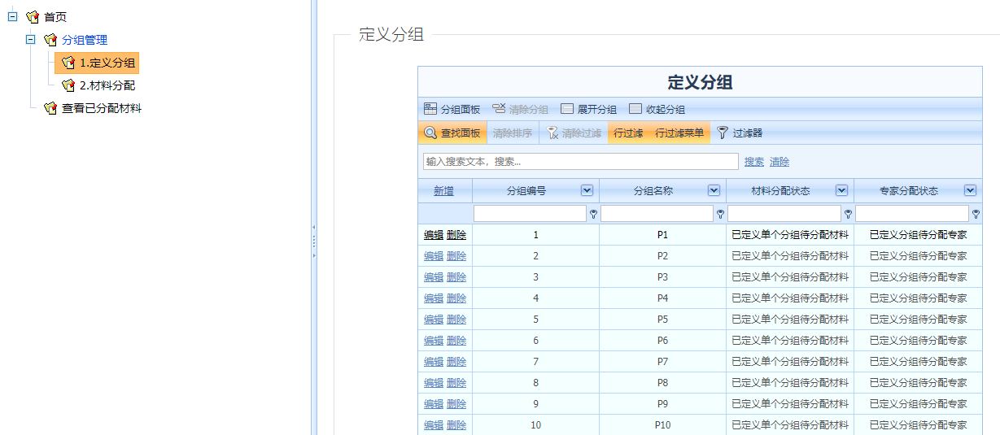 首页
分组管理
1.定义分组
2.材料分配
查看已分配材料
定义分组
定义分组
分组面板 清除分组 展开分组 收起分组
查找面板 清除排序 清除过滤 行过滤 行过滤菜单 过滤器
输入搜索文本，搜索... 搜索 清除
新增 分组编号 分组名称 材料分配状态 专家分配状态
编辑 删除 1 P1 已定义单个分组待分配材料 已定义分组待分配专家
编辑 删除 2 P2 已定义单个分组待分配材料 已定义分组待分配专家
编辑 删除 3 P3 已定义单个分组待分配材料 已定义分组待分配专家
编辑 删除 4 P4 已定义单个分组待分配材料 已定义分组待分配专家
编辑 删除 5 P5 已定义单个分组待分配材料 已定义分组待分配专家
编辑 删除 6 P6 已定义单个分组待分配材料 已定义分组待分配专家
编辑 删除 7 P7 已定义单个分组待分配材料 已定义分组待分配专家
编辑 删除 8 P8 已定义单个分组待分配材料 已定义分组待分配专家
编辑 删除 9 P9 已定义单个分组待分配材料 已定义分组待分配专家
编辑 删除 10 P10 已定义单个分组待分配材料 已定义分组待分配专家